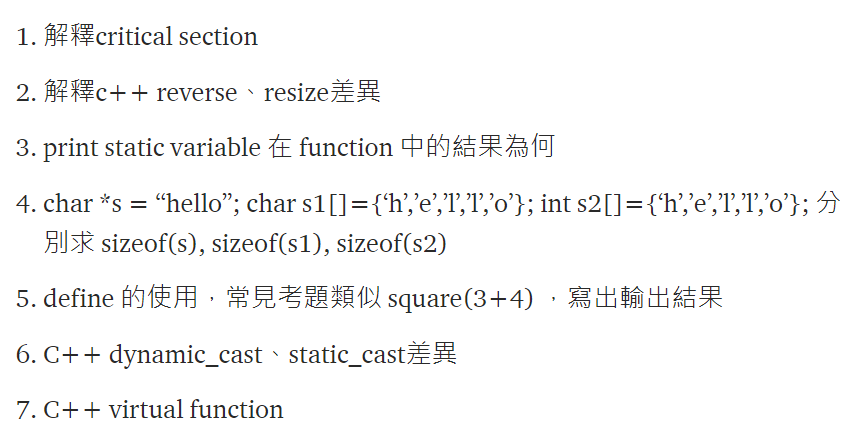 1. 解釋critical section
2. 解釋c++ reverse、resize差異
3. print static variable 在 function 中的結果為何
4. char *s = “hello”; char s1[]={‘h’,’e’,’l’,’l’,’o’}; int s2[]={‘h’,’e’,’l’,’l’,’o’}; 分
別求 sizeof(s), sizeof(s1), sizeof(s2)
5. define 的使用，常見考題類似 square(3+4) ，寫出輸出結果
6. C++ dynamic_cast、static_cast差異
7. C++ virtual function